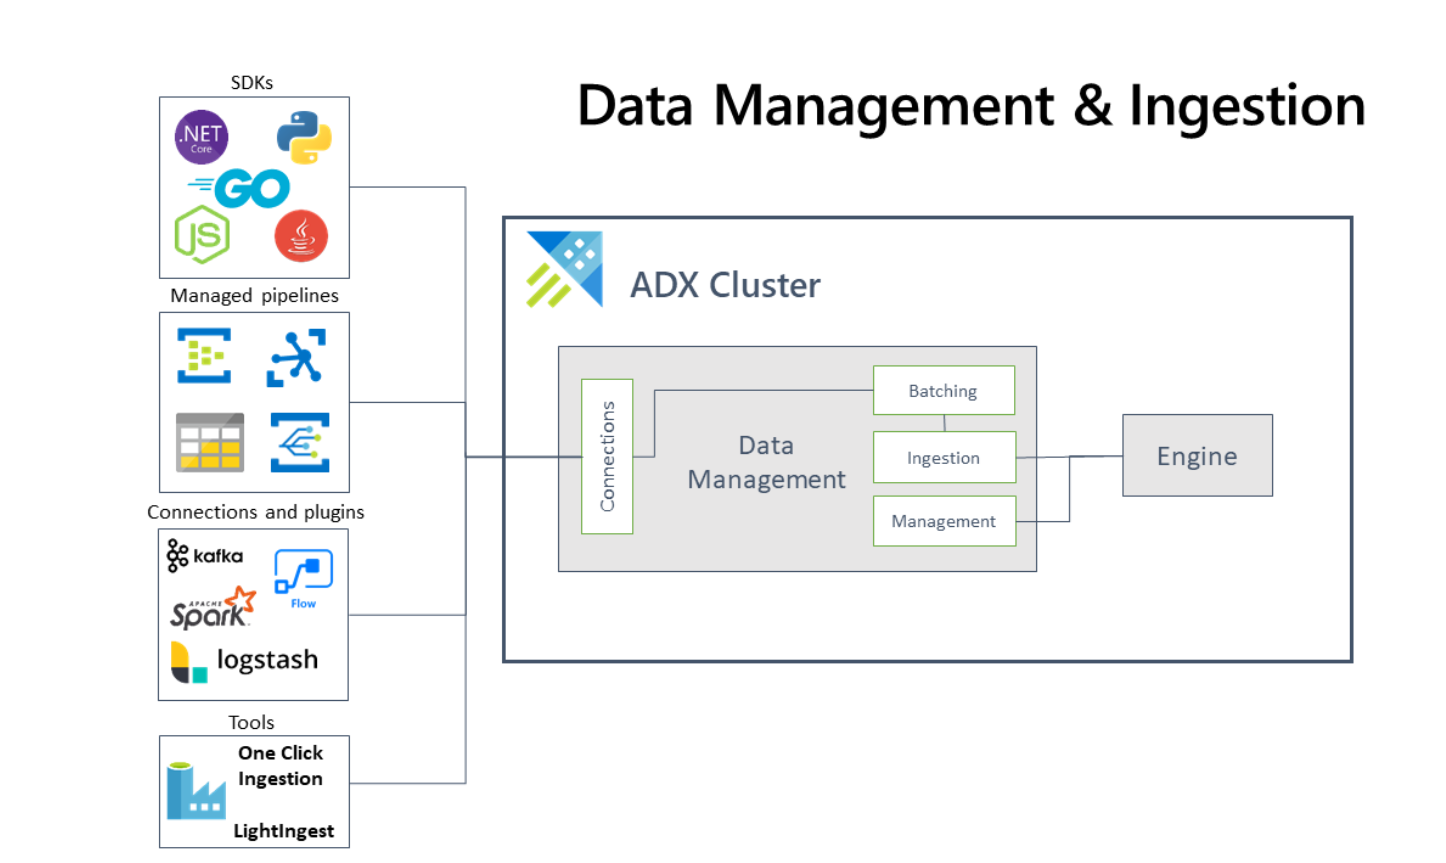 SDKs
Data Management & Ingestion
.NET
Core
GO
JS
Managed pipelines
ADX Cluster
Connections
Batching
Data
Management
Ingestion
Management
Engine
Connections and plugins
kafka
Flow
APACHE
Spark
logstash
Tools
One Click
Ingestion
LightIngest